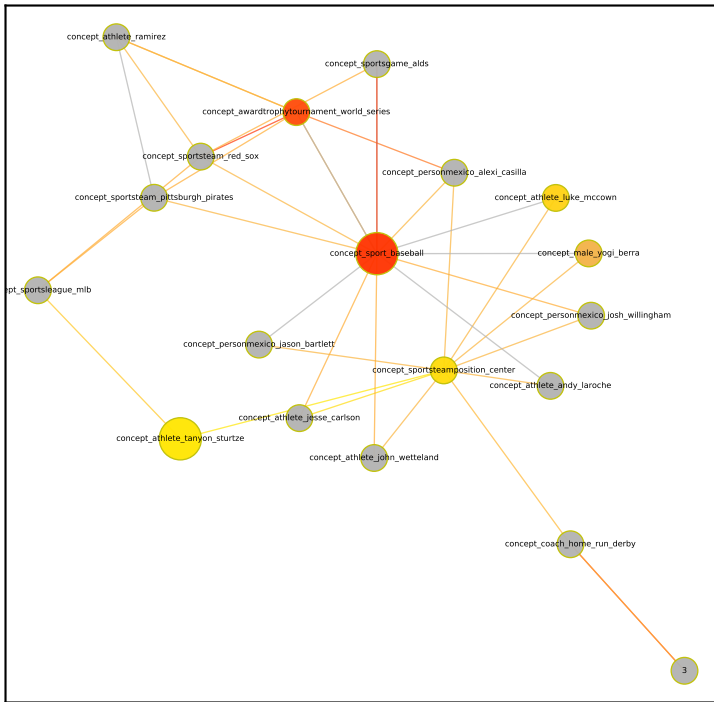 concept_athlete_ramirez
concept_sportsgame_alds
concept_awardtrophytournament_world_series
concept_sportsteam_red_sox
concept_personmexico_alexi_casilla
concept_sportsteam_pittsburgh_pirates
concept_athlete_luke_mccown
concept_sport_baseball
concept_male_yogi_berra
ept_sportsleague_mlb
concept_personmexico_josh_willingham
concept_personmexico_jason_bartlett
concept_sportsteamposition_center
concept_athlete_andy_laroche
concept_athlete_jesse_carlson
concept_athlete_tanyon_sturtze
concept_athlete_john_wetteland
concept_coach_home_run_derby
3